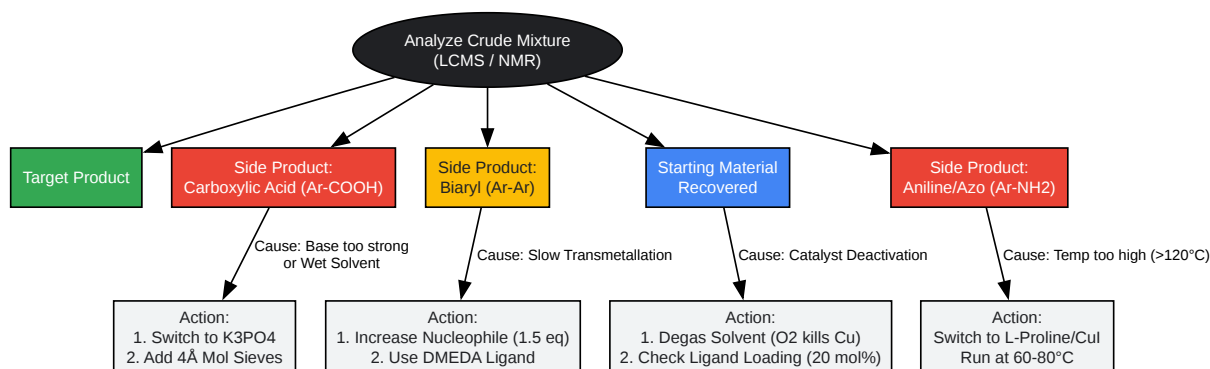 Analyze Crude Mixture
(LCMS / NMR)
Target Product
Side Product:
Carboxylic Acid (Ar-COOH)
Side Product:
Biaryl (Ar-Ar)
Starting Material
Recovered
Side Product:
Aniline/Azo (Ar-NH2)
Cause: Base too strong
or Wet Solvent
Cause: Slow Transmetallation
Cause: Catalyst Deactivation
Cause: Temp too high (>120°C)
Action:
1. Switch to K3PO4
2. Add 4Å Mol Sieves
Action:
1. Increase Nucleophile (1.5 eq)
2. Use DMEDA Ligand
Action:
1. Degas Solvent (O2 kills Cu)
2. Check Ligand Loading (20 mol%)
Action:
Switch to L-Proline/CuI
Run at 60-80°C